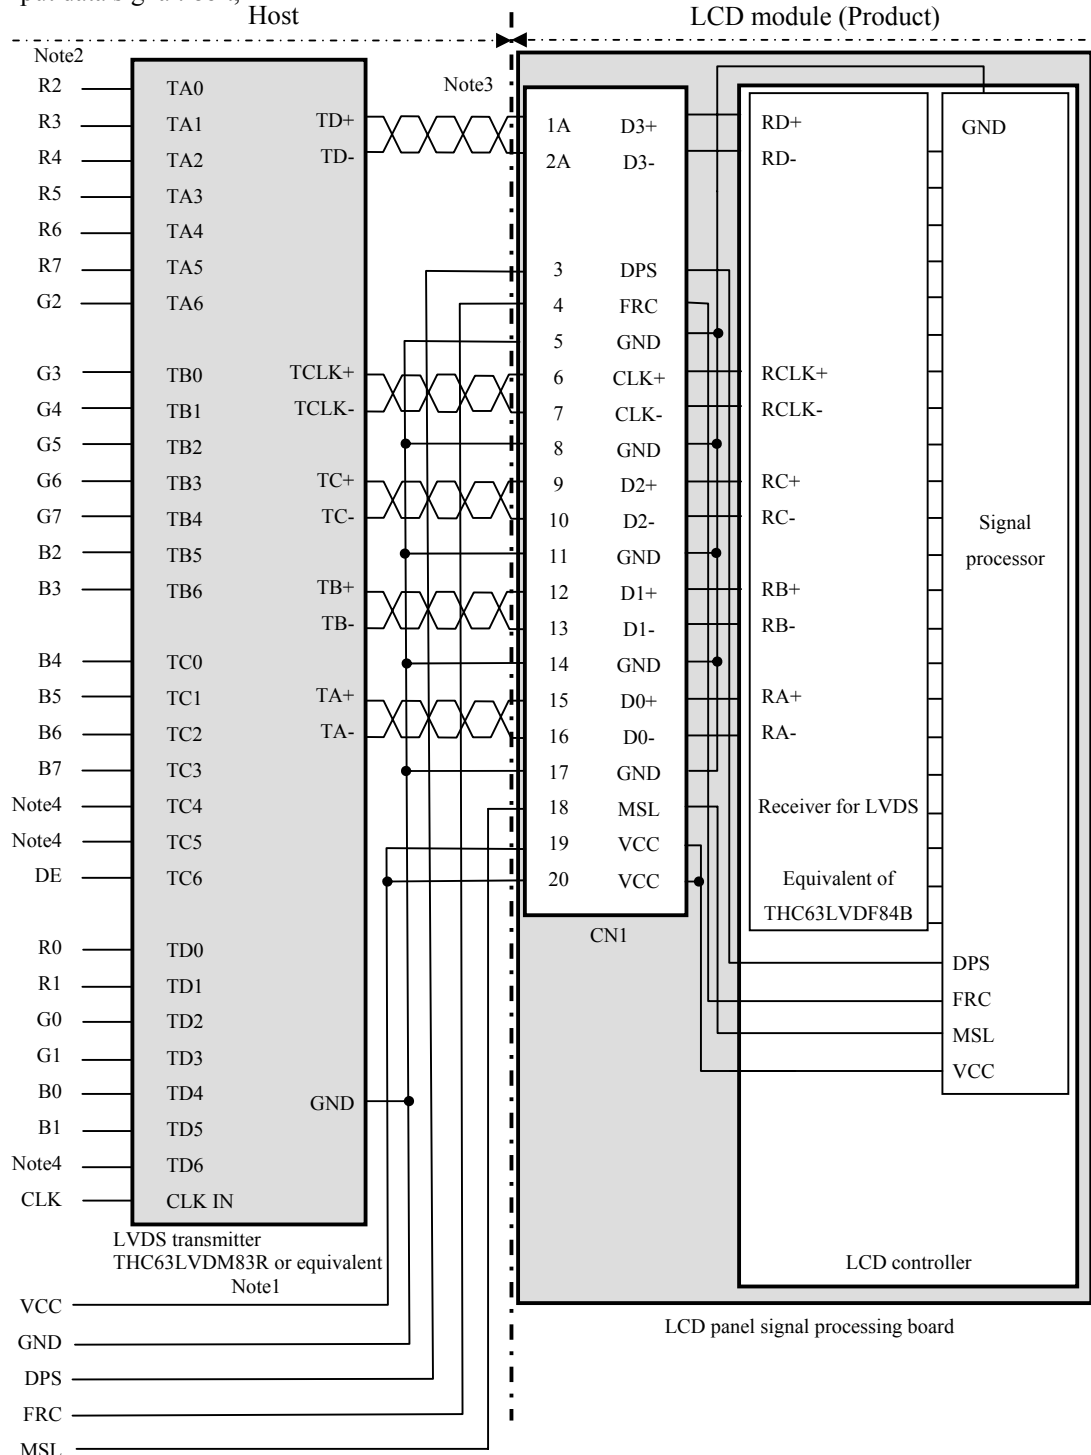 Host
LCD module (Product)
Note2
Note3
R2 TA0
R3 TA1 TD+ 1A D3+ RD+ GND
R4 TA2 TD- 2A D3- RD-
R5 TA3
R6 TA4
R7 TA5 3 DPS
G2 TA6 4 FRC
5 GND
G3 TB0 TCLK+ 6 CLK+ RCLK+
G4 TB1 TCLK- 7 CLK- RCLK-
G5 TB2 8 GND
G6 TB3 TC+ 9 D2+ RC+
G7 TB4 TC- 10 D2- RC- Signal
B2 TB5 11 GND processor
B3 TB6 TB+ 12 D1+ RB+
TB- 13 D1- RB-
B4 TC0 14 GND
B5 TC1 TA+ 15 D0+ RA+
B6 TC2 TA- 16 D0- RA-
B7 TC3 17 GND
Note4 TC4 18 MSL Receiver for LVDS
Note4 TC5 19 VCC
DE TC6 20 VCC Equivalent of
THC63LVDF84B
CN1
R0 TD0
DPS
R1 TD1
FRC
G0 TD2
MSL
G1 TD3
VCC
B0 TD4
GND
B1 TD5
Note4 TD6
CLK CLK IN
LVDS transmitter
THC63LVDM83R or equivalent
Note1
LCD controller
LCD panel signal processing board
VCC
GND
DPS
FRC
MSL